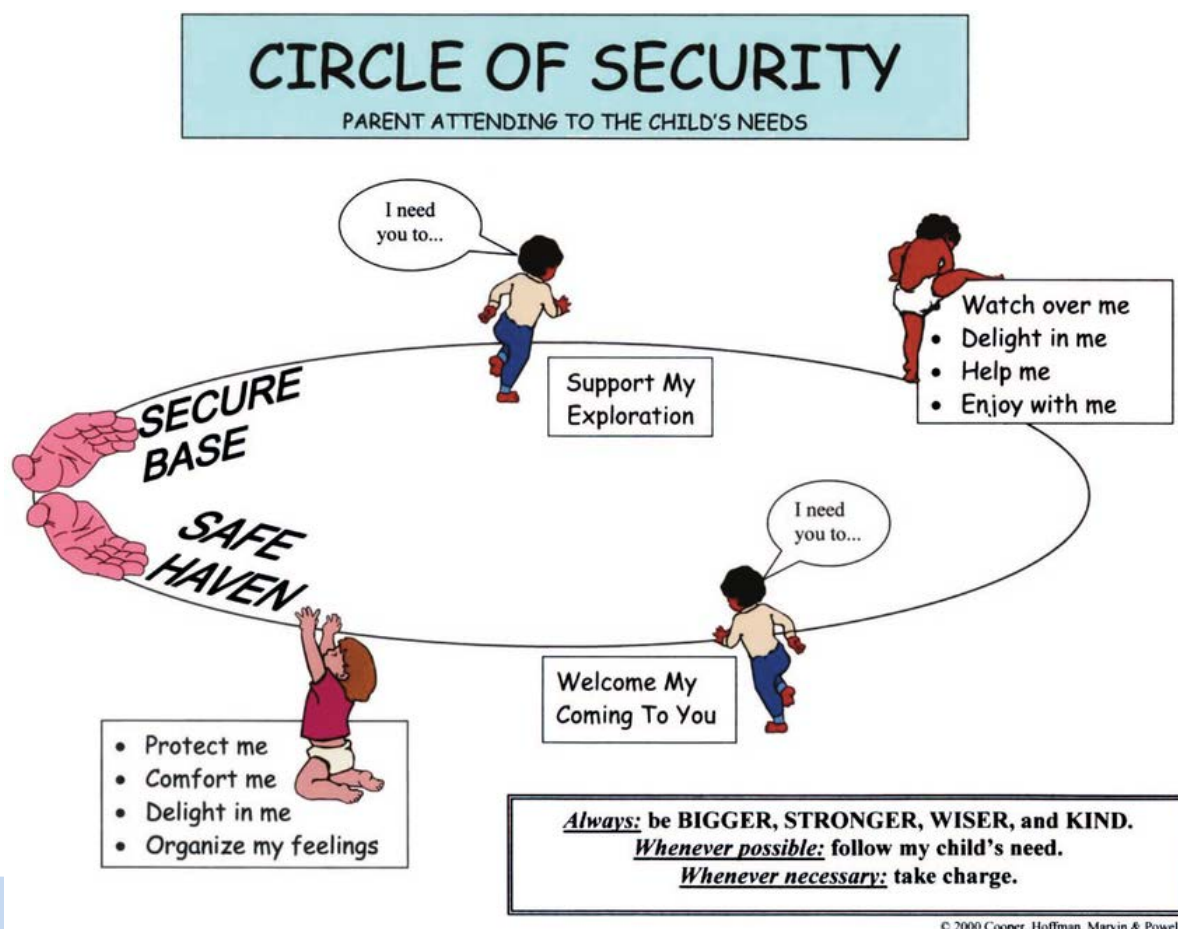 CIRCLE OF SECURITY
PARENT ATTENDING TO THE CHILD'S NEEDS
I need
you to...
• Watch over me
• Delight in me
• Help me
• Enjoy with me
Support My
Exploration
SECURE
BASE
SAFE
HAVEN
I need
you to...
Welcome My
Coming To You
• Protect me
• Comfort me
• Delight in me
• Organize my feelings
Always: be BIGGER, STRONGER, WISER, and KIND.
Whenever possible: follow my child's need.
Whenever necessary: take charge.
© 2000 Cooper, Hoffman, Marvin & Powell